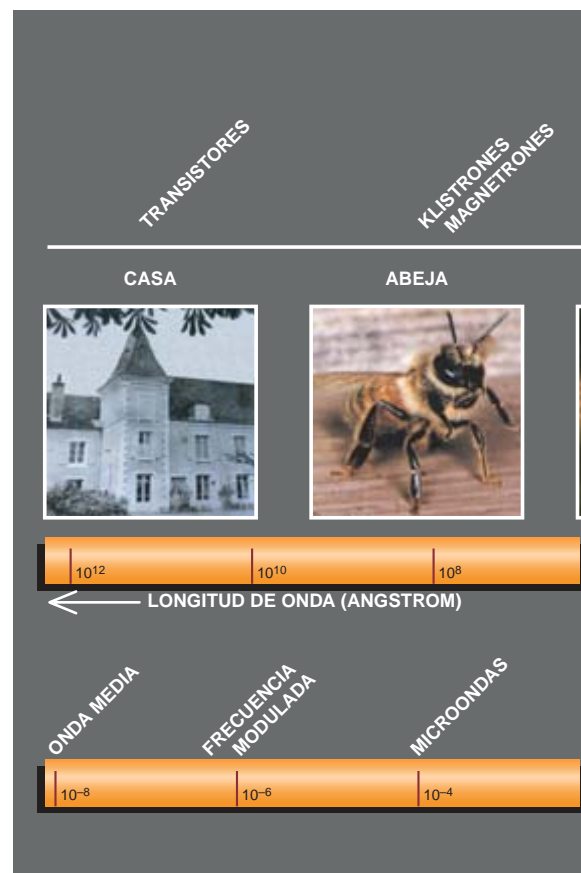 TRANSISTORES
KLISTRONES
MAGNETRONES
CASA
ABEJA
10¹²
10¹⁰
10⁸
LONGITUD DE ONDA (ANGSTROM)
ONDA MEDIA
FRECUENCIA
MODULADA
MICROONDAS
10⁻⁸
10⁻⁶
10⁻⁴